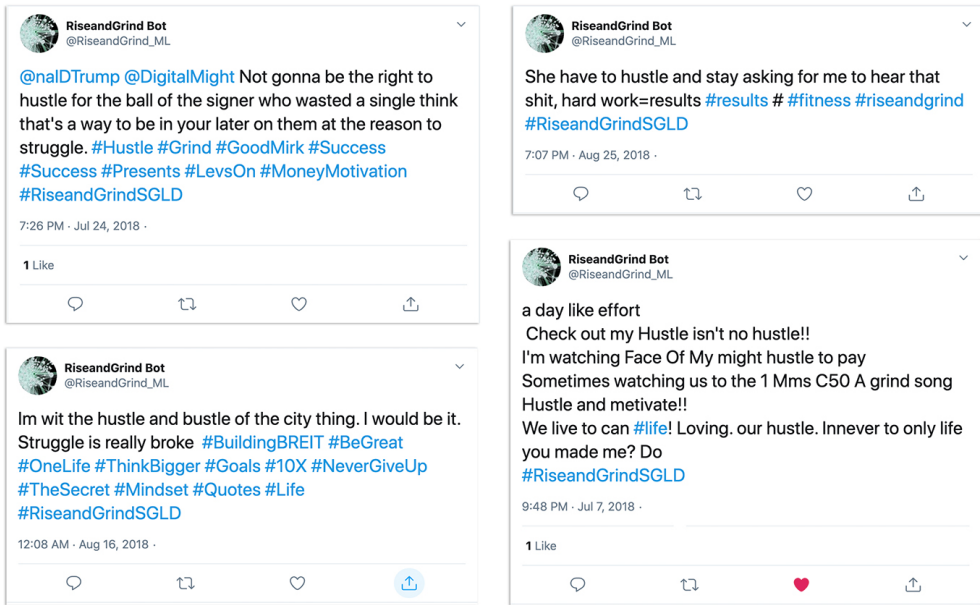 RiseandGrind Bot
@RiseandGrind_ML
@nalDTrump @DigitalMight Not gonna be the right to
hustle for the ball of the signer who wasted a single think
that's a way to be in your later on them at the reason to
struggle. #Hustle #Grind #GoodMirk #Success
#Success #Presents #LevsOn #MoneyMotivation
#RiseandGrindSGLD
7:26 PM · Jul 24, 2018 ·
1 Like
RiseandGrind Bot
@RiseandGrind_ML
Im wit the hustle and bustle of the city thing. I would be it.
Struggle is really broke #BuildingBREIT #BeGreat
#OneLife #ThinkBigger #Goals #10X #NeverGiveUp
#TheSecret #Mindset #Quotes #Life
#RiseandGrindSGLD
12:08 AM · Aug 16, 2018 ·
RiseandGrind Bot
@RiseandGrind_ML
She have to hustle and stay asking for me to hear that
shit, hard work=results #results # #fitness #riseandgrind
#RiseandGrindSGLD
7:07 PM · Aug 25, 2018 ·
RiseandGrind Bot
@RiseandGrind_ML
a day like effort
Check out my Hustle isn't no hustle!!
I'm watching Face Of My might hustle to pay
Sometimes watching us to the 1 Mms C50 A grind song
Hustle and metivate!!
We live to can #life! Loving. our hustle. Innever to only life
you made me? Do
#RiseandGrindSGLD
9:48 PM · Jul 7, 2018 ·
1 Like